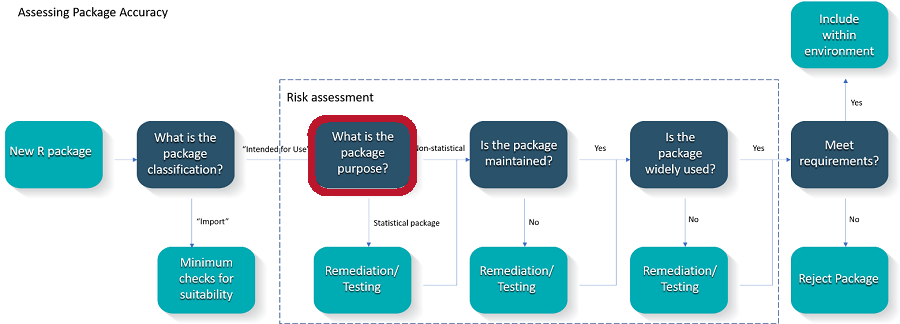 Assessing Package Accuracy
Include
within
environment
Risk assessment
Yes
New R package
What is the
package
classification?
"Intended for Use"
What is the
package
purpose?
Non-statistical
Is the package
maintained?
Yes
Is the
package
widely used?
Yes
Meet
requirements?
"Import"
Statistical package
No
No
No
Minimum
checks for
suitability
Remediation/
Testing
Remediation/
Testing
Remediation/
Testing
Reject Package